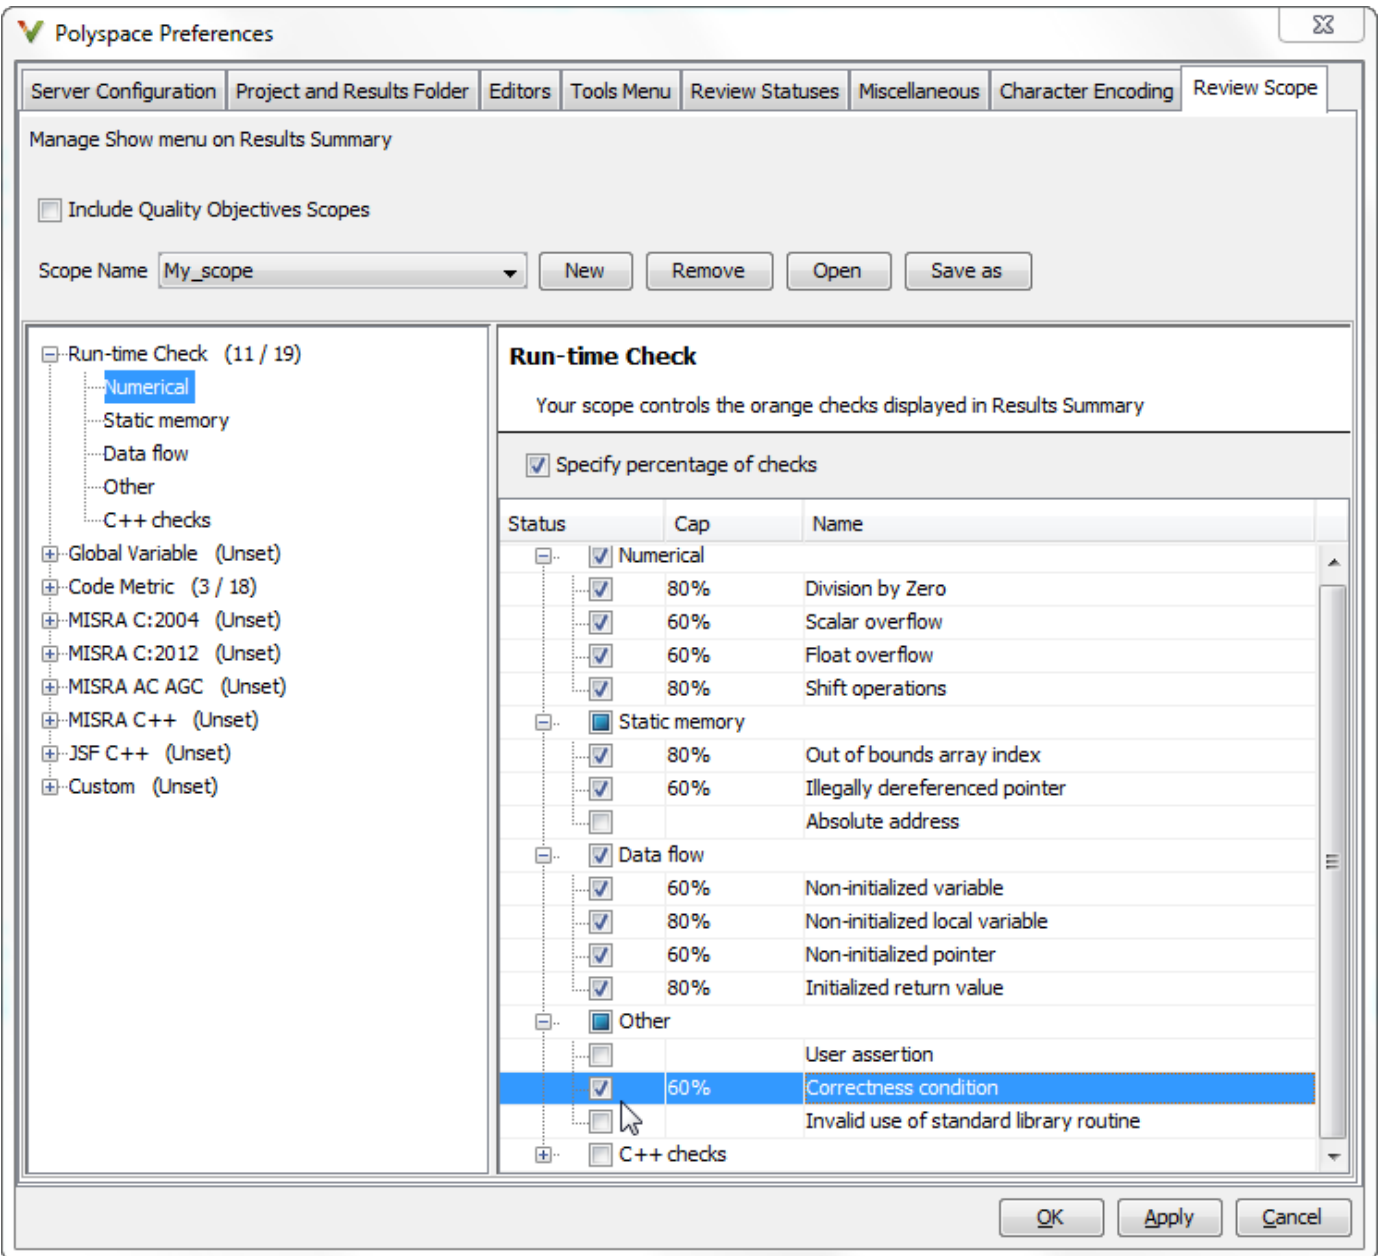 Polyspace Preferences
Server Configuration Project and Results Folder Editors Tools Menu Review Statuses Miscellaneous Character Encoding Review Scope
Manage Show menu on Results Summary
Include Quality Objectives Scopes
Scope Name My_scope New Remove Open Save as
Run-time Check (11 / 19)
Numerical
Static memory
Data flow
Other
C++ checks
Global Variable (Unset)
Code Metric (3 / 18)
MISRA C:2004 (Unset)
MISRA C:2012 (Unset)
MISRA AC AGC (Unset)
MISRA C++ (Unset)
JSF C++ (Unset)
Custom (Unset)
Run-time Check
Your scope controls the orange checks displayed in Results Summary
Specify percentage of checks
Status Cap Name
Numerical
80% Division by Zero
60% Scalar overflow
60% Float overflow
80% Shift operations
Static memory
80% Out of bounds array index
60% Illegally dereferenced pointer
Absolute address
Data flow
60% Non-initialized variable
80% Non-initialized local variable
60% Non-initialized pointer
80% Initialized return value
Other
User assertion
60% Correctness condition
Invalid use of standard library routine
C++ checks
OK Apply Cancel